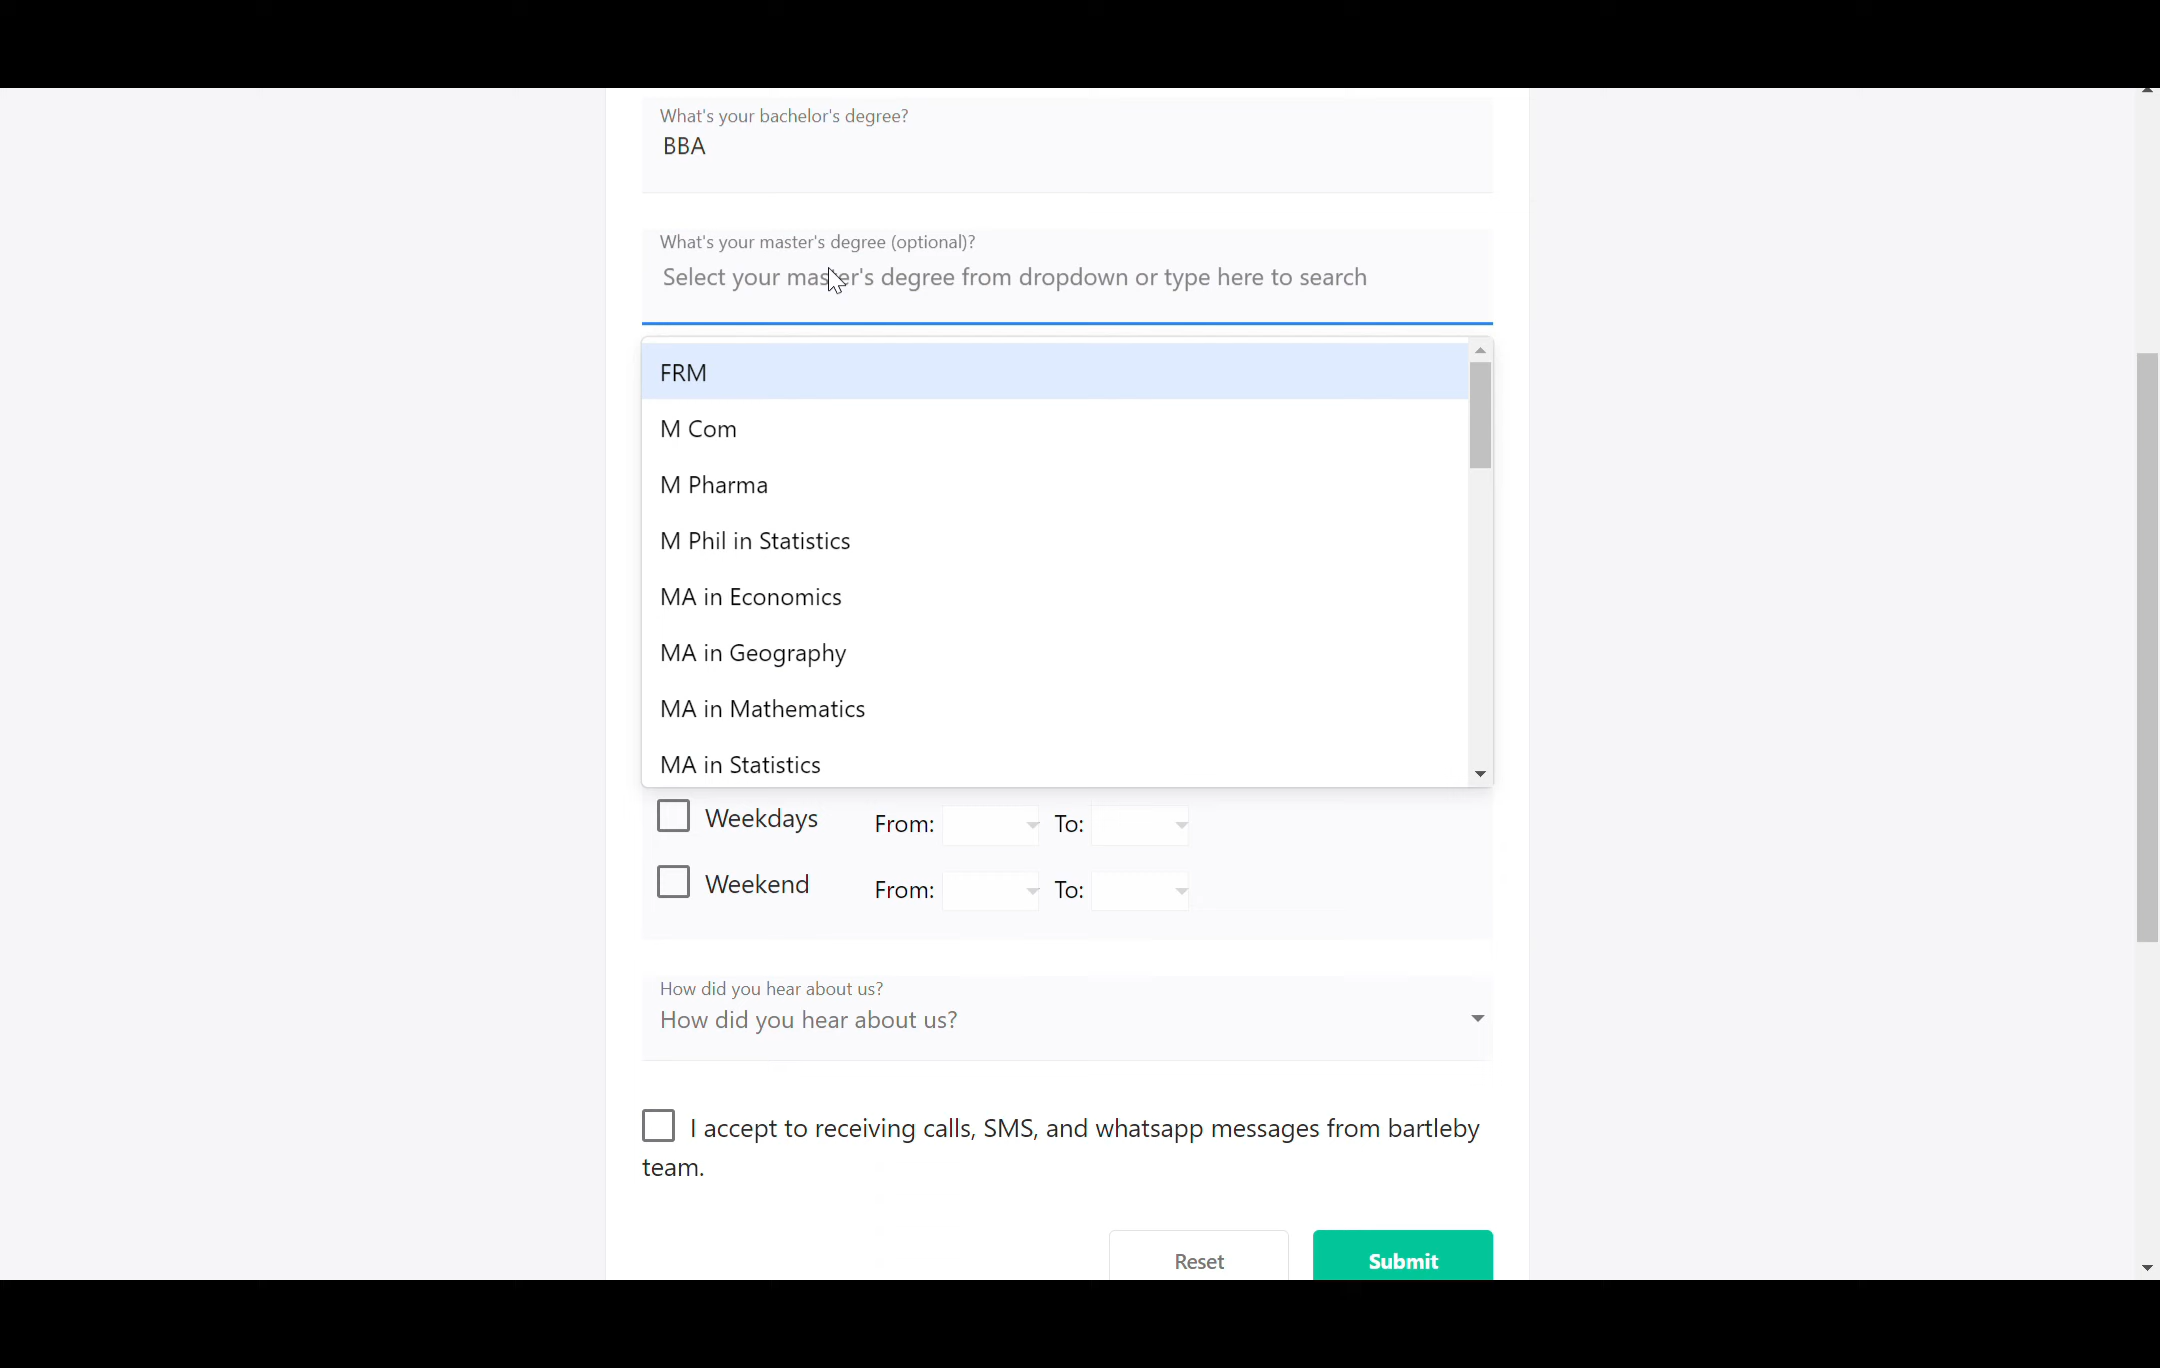 What's your bachelor's degree?
BBA
What's your master's degree (optional)?
Select your master's degree from dropdown or type here to search
FRM
M Com
M Pharma
M Phil in Statistics
MA in Economics
MA in Geography
MA in Mathematics
MA in Statistics
Weekdays From: To:
Weekend From: To:
How did you hear about us?
How did you hear about us?
I accept to receiving calls, SMS, and whatsapp messages from bartleby
team.
Reset Submit